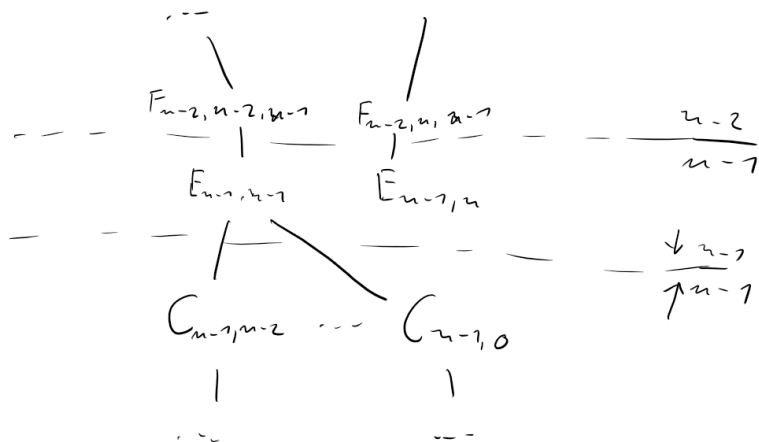 ...
F_{n-2,n-2,n-1} F_{n-2,n,n-1}
n-2
n-1
E_{n-1,n-1} E_{n-1,n}
↓ n-1
↑ n-1
C_{n-1,n-2} ... C_{n-1,0}
... ...